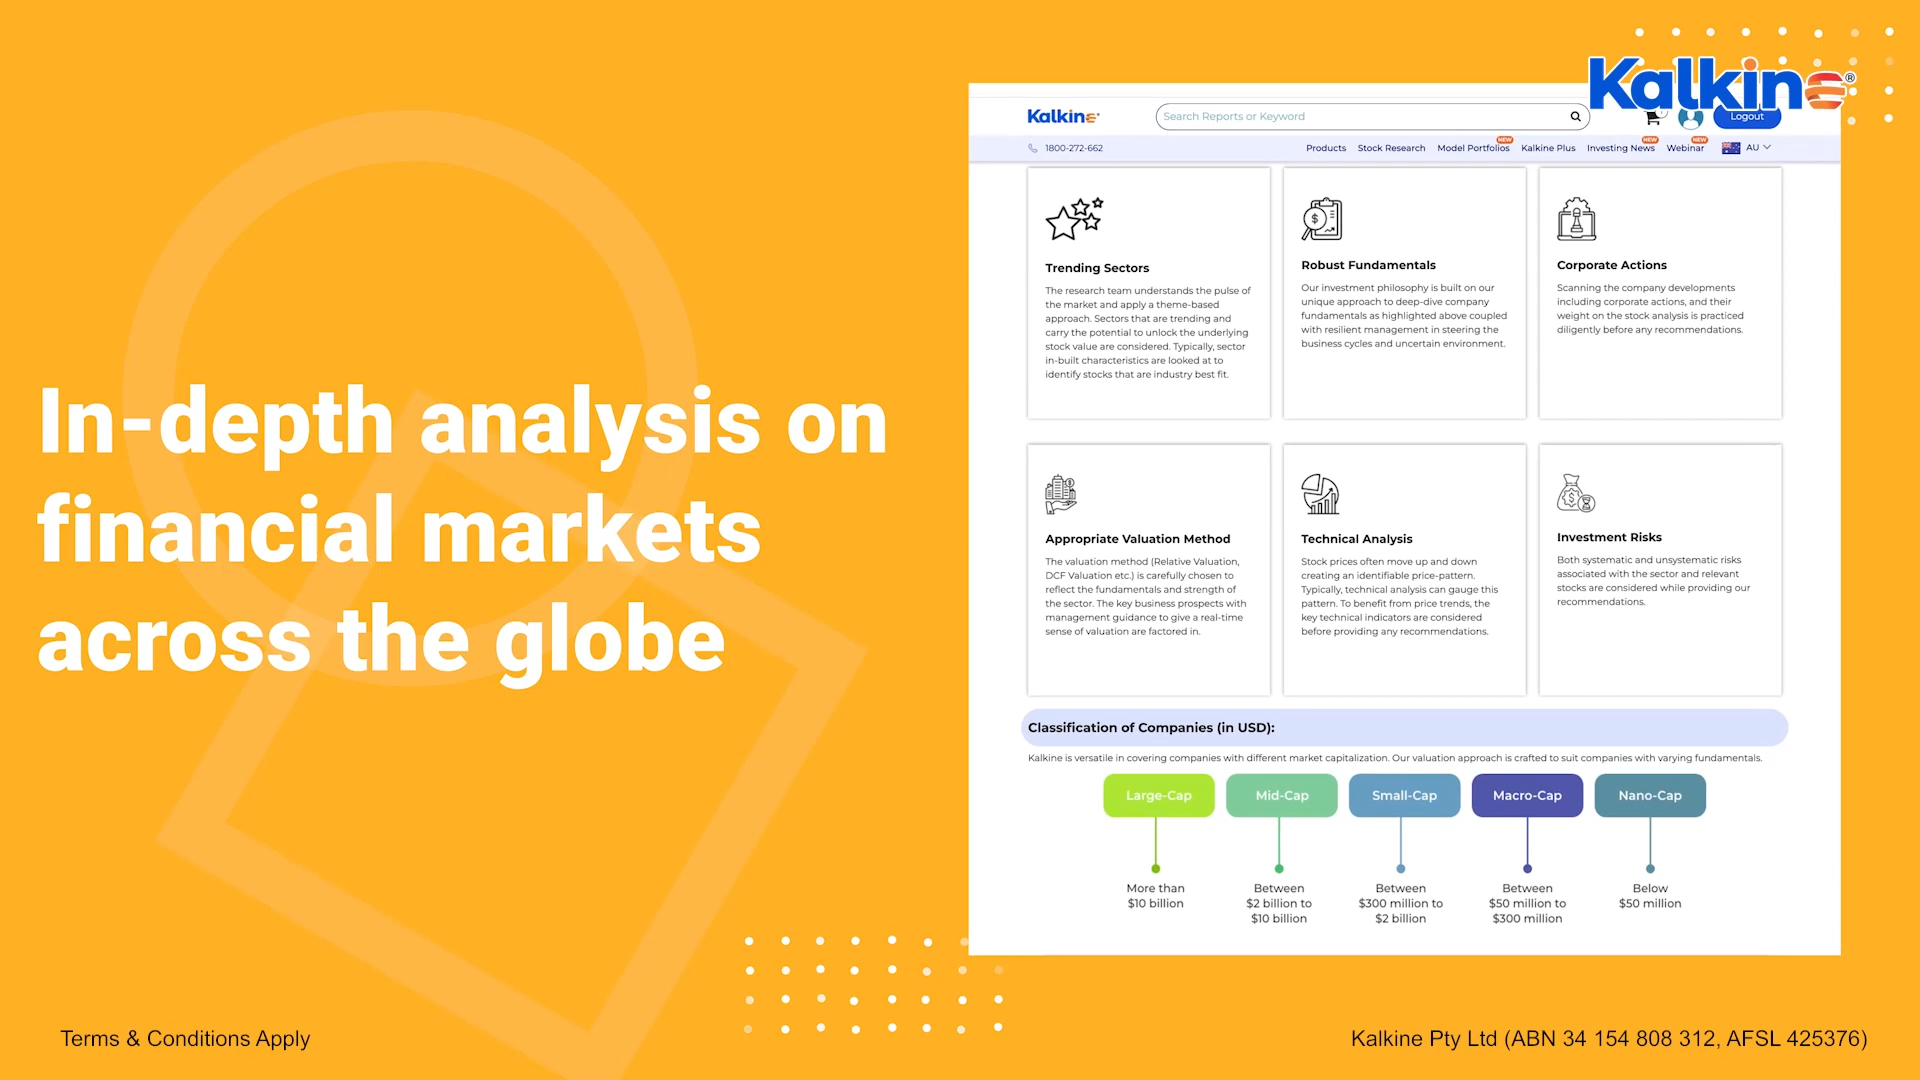 In-depth analysis on
financial markets
across the globe
Terms & Conditions Apply
Kalkine®
Kalkine®
Search Reports or Keyword
Logout
1800-272-662
Products
Stock Research
Model Portfolios
NEW
Kalkine Plus
Investing News
NEW
Webinar
NEW
AU
Trending Sectors
The research team understands the pulse of
the market and apply a theme-based
approach. Sectors that are trending and
carry the potential to unlock the underlying
stock value are considered. Typically, sector
in-built characteristics are looked at to
identify stocks that are industry best fit.
Robust Fundamentals
Our investment philosophy is built on our
unique approach to deep-dive company
fundamentals as highlighted above coupled
with resilient management in steering the
business cycles and uncertain environment.
Corporate Actions
Scanning the company developments
including corporate actions, and their
weight on the stock analysis is practiced
diligently before any recommendations.
Appropriate Valuation Method
The valuation method (Relative Valuation,
DCF Valuation etc.) is carefully chosen to
reflect the fundamentals and strength of
the sector. The key business prospects with
management guidance to give a real-time
sense of valuation are factored in.
Technical Analysis
Stock prices often move up and down
creating an identifiable price-pattern.
Typically, technical analysis can gauge this
pattern. To benefit from price trends, the
key technical indicators are considered
before providing any recommendations.
Investment Risks
Both systematic and unsystematic risks
associated with the sector and relevant
stocks are considered while providing our
recommendations.
Classification of Companies (in USD):
Kalkine is versatile in covering companies with different market capitalization. Our valuation approach is crafted to suit companies with varying fundamentals.
Large-Cap
Mid-Cap
Small-Cap
Macro-Cap
Nano-Cap
More than
$10 billion
Between
$2 billion to
$10 billion
Between
$300 million to
$2 billion
Between
$50 million to
$300 million
Below
$50 million
Kalkine Pty Ltd (ABN 34 154 808 312, AFSL 425376)